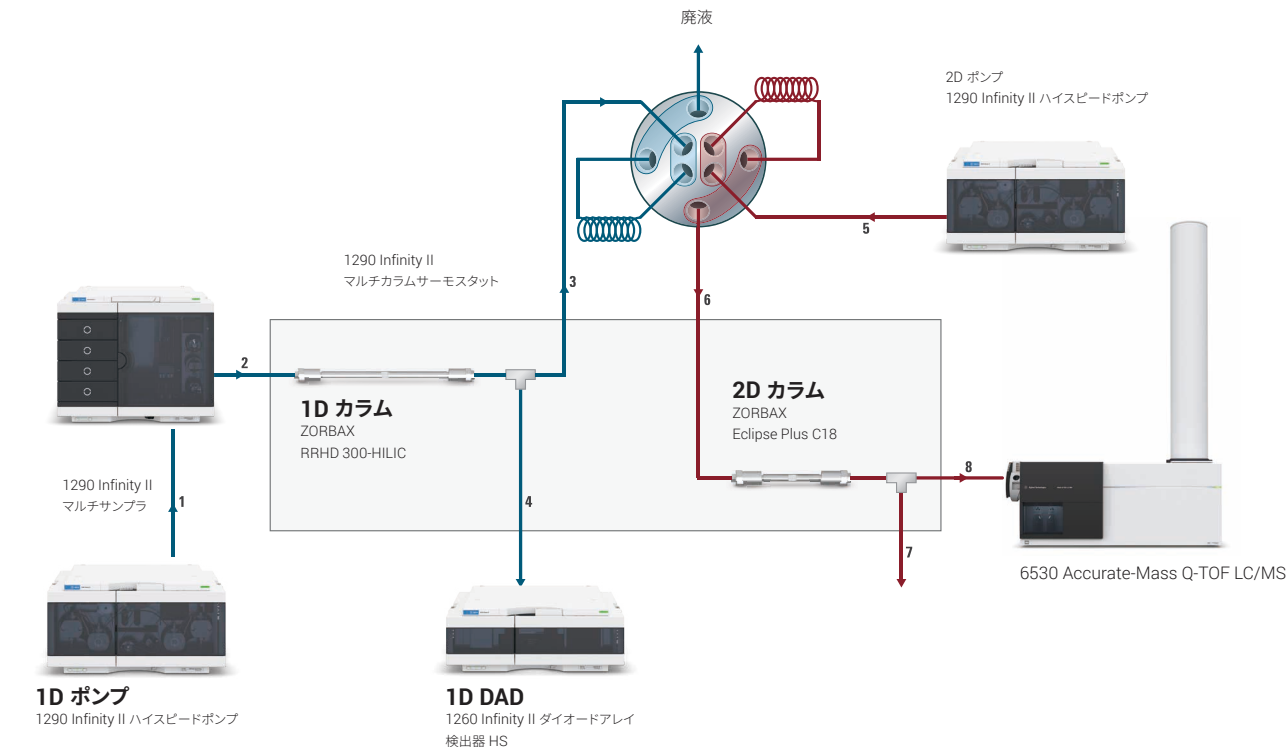 廃液
2D ポンプ
1290 Infinity II ハイスピードポンプ
5
1290 Infinity II
マルチカラムサーモスタット
3
6
2
1D カラム
ZORBAX
RRHD 300-HILIC
2D カラム
ZORBAX
Eclipse Plus C18
8
1290 Infinity II
マルチサンプラ
1
4
7
6530 Accurate-Mass Q-TOF LC/MS
1D ポンプ
1290 Infinity II ハイスピードポンプ
1D DAD
1260 Infinity II ダイオードアレイ
検出器 HS